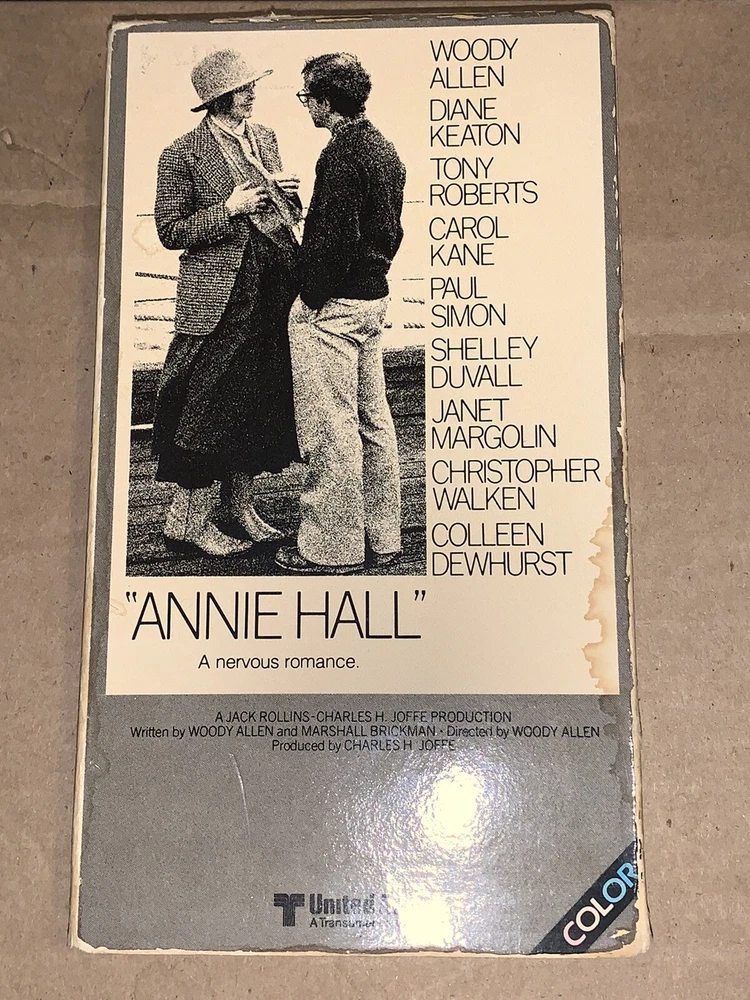 WOODY
ALLEN
DIANE
KEATON
TONY
ROBERTS
CAROL
KANE
PAUL
SIMON
SHELLEY
DUVALL
JANET
MARGOLIN
CHRISTOPHER
WALKEN
COLLEEN
DEWHURST
"ANNIE HALL"
A nervous romance.
A JACK ROLLINS-CHARLES H. JOFFE PRODUCTION
Written by WOODY ALLEN and MARSHALL BRICKMAN • Directed by WOODY ALLEN
Produced by CHARLES H. JOFFE
United
A
COLOR